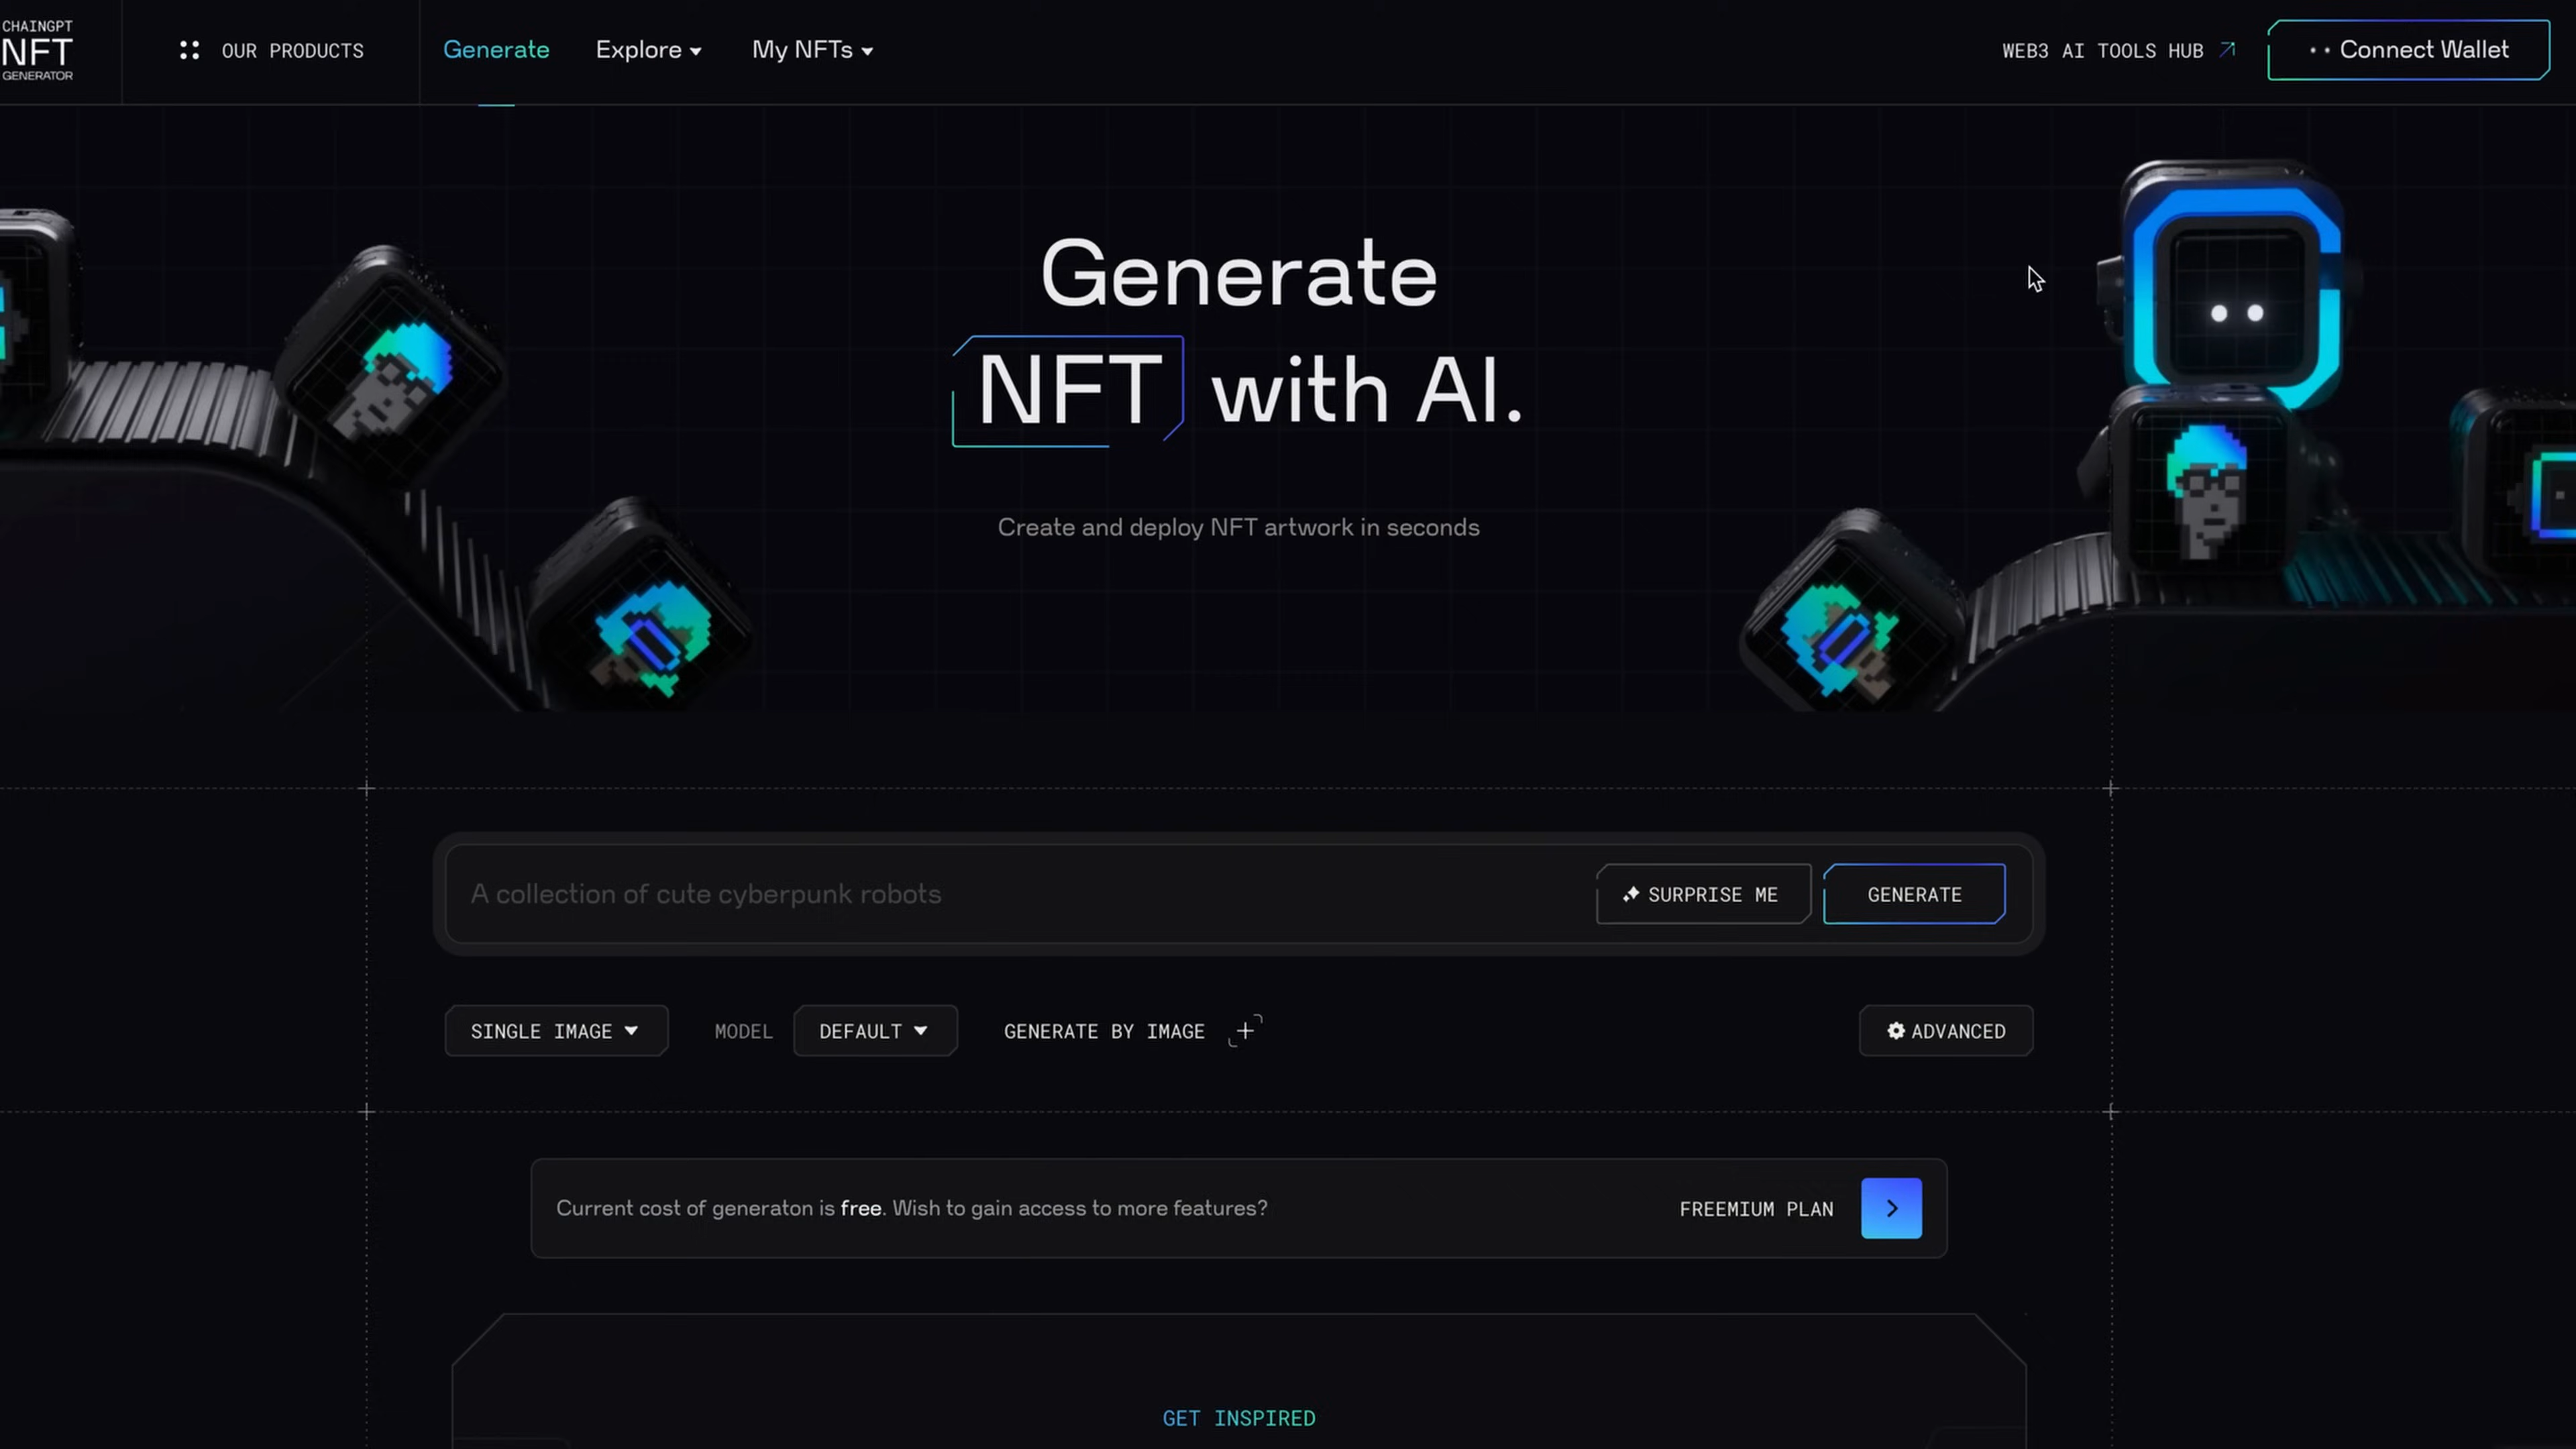 CHAINGPT
NFT
GENERATOR
OUR PRODUCTS
Generate
Explore
My NFTs
WEB3 AI TOOLS HUB
Connect Wallet
Generate
NFT with AI.
Create and deploy NFT artwork in seconds
A collection of cute cyberpunk robots
SURPRISE ME
GENERATE
SINGLE IMAGE
MODEL
DEFAULT
GENERATE BY IMAGE
ADVANCED
Current cost of generaton is free. Wish to gain access to more features?
FREEMIUM PLAN
GET INSPIRED